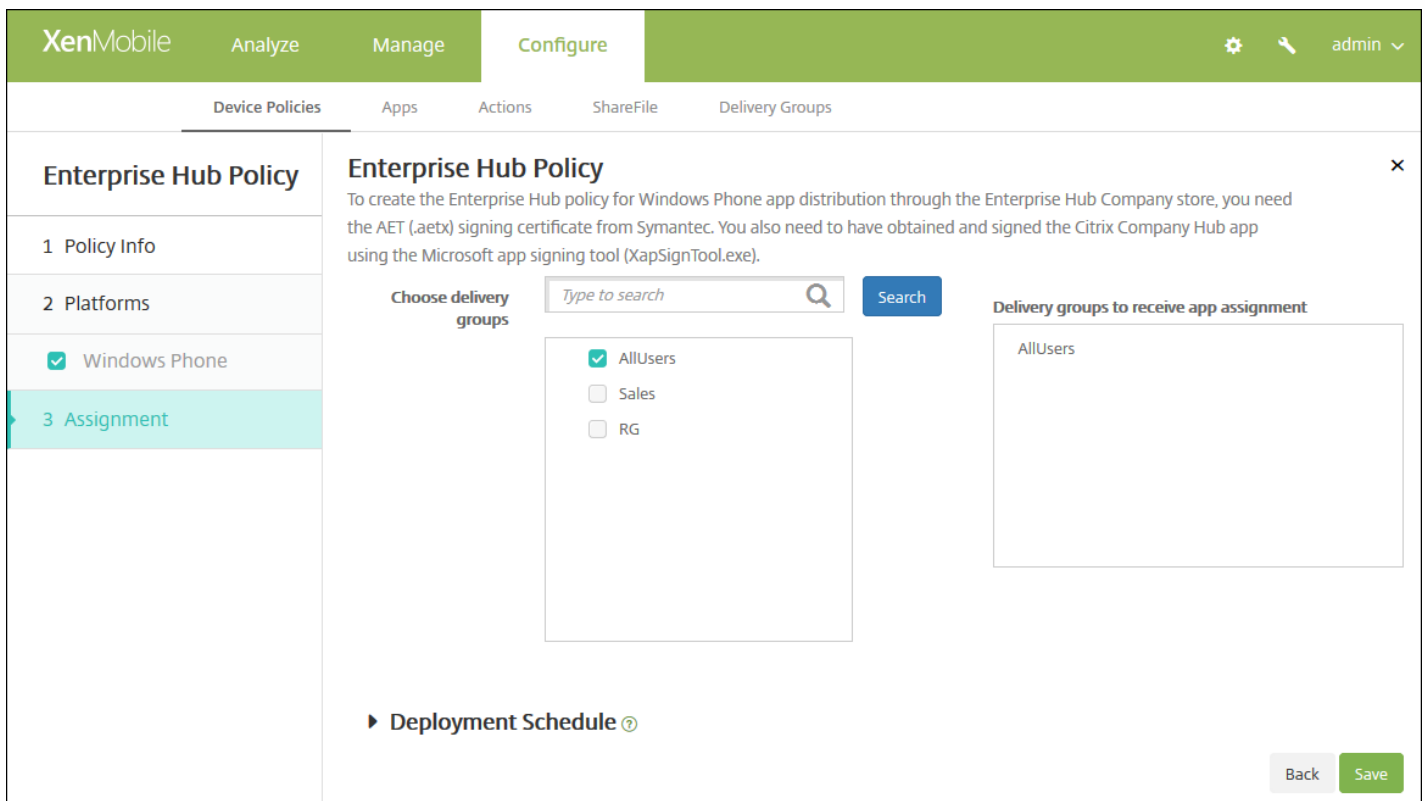 XenMobile Analyze Manage Configure admin
Device Policies Apps Actions ShareFile Delivery Groups
Enterprise Hub Policy
1 Policy Info
2 Platforms
Windows Phone
3 Assignment
Enterprise Hub Policy
To create the Enterprise Hub policy for Windows Phone app distribution through the Enterprise Hub Company store, you need
the AET (.aetx) signing certificate from Symantec. You also need to have obtained and signed the Citrix Company Hub app
using the Microsoft app signing tool (XapSignTool.exe).
Choose delivery
groups
Type to search
Search
AllUsers
Sales
RG
Delivery groups to receive app assignment
AllUsers
Deployment Schedule ?
Back Save